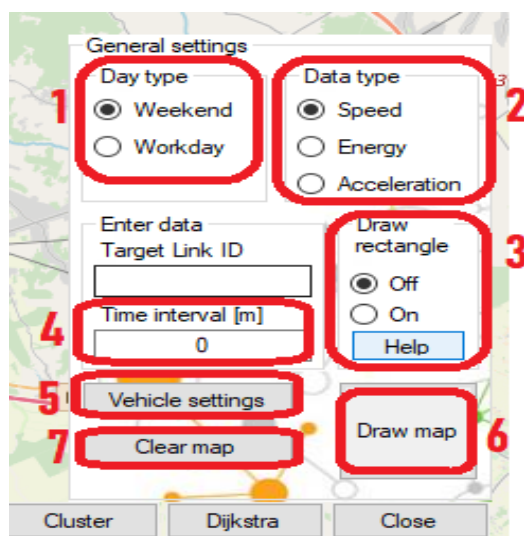 General settings
Day type
Data type
1
Weekend
Speed
2
Workday
Energy
Acceleration
Enter data
Draw
Target Link ID
rectangle
3
Off
4
Time interval [m]
On
0
Help
5
Vehicle settings
Draw map
6
7
Clear map
Cluster
Dijkstra
Close